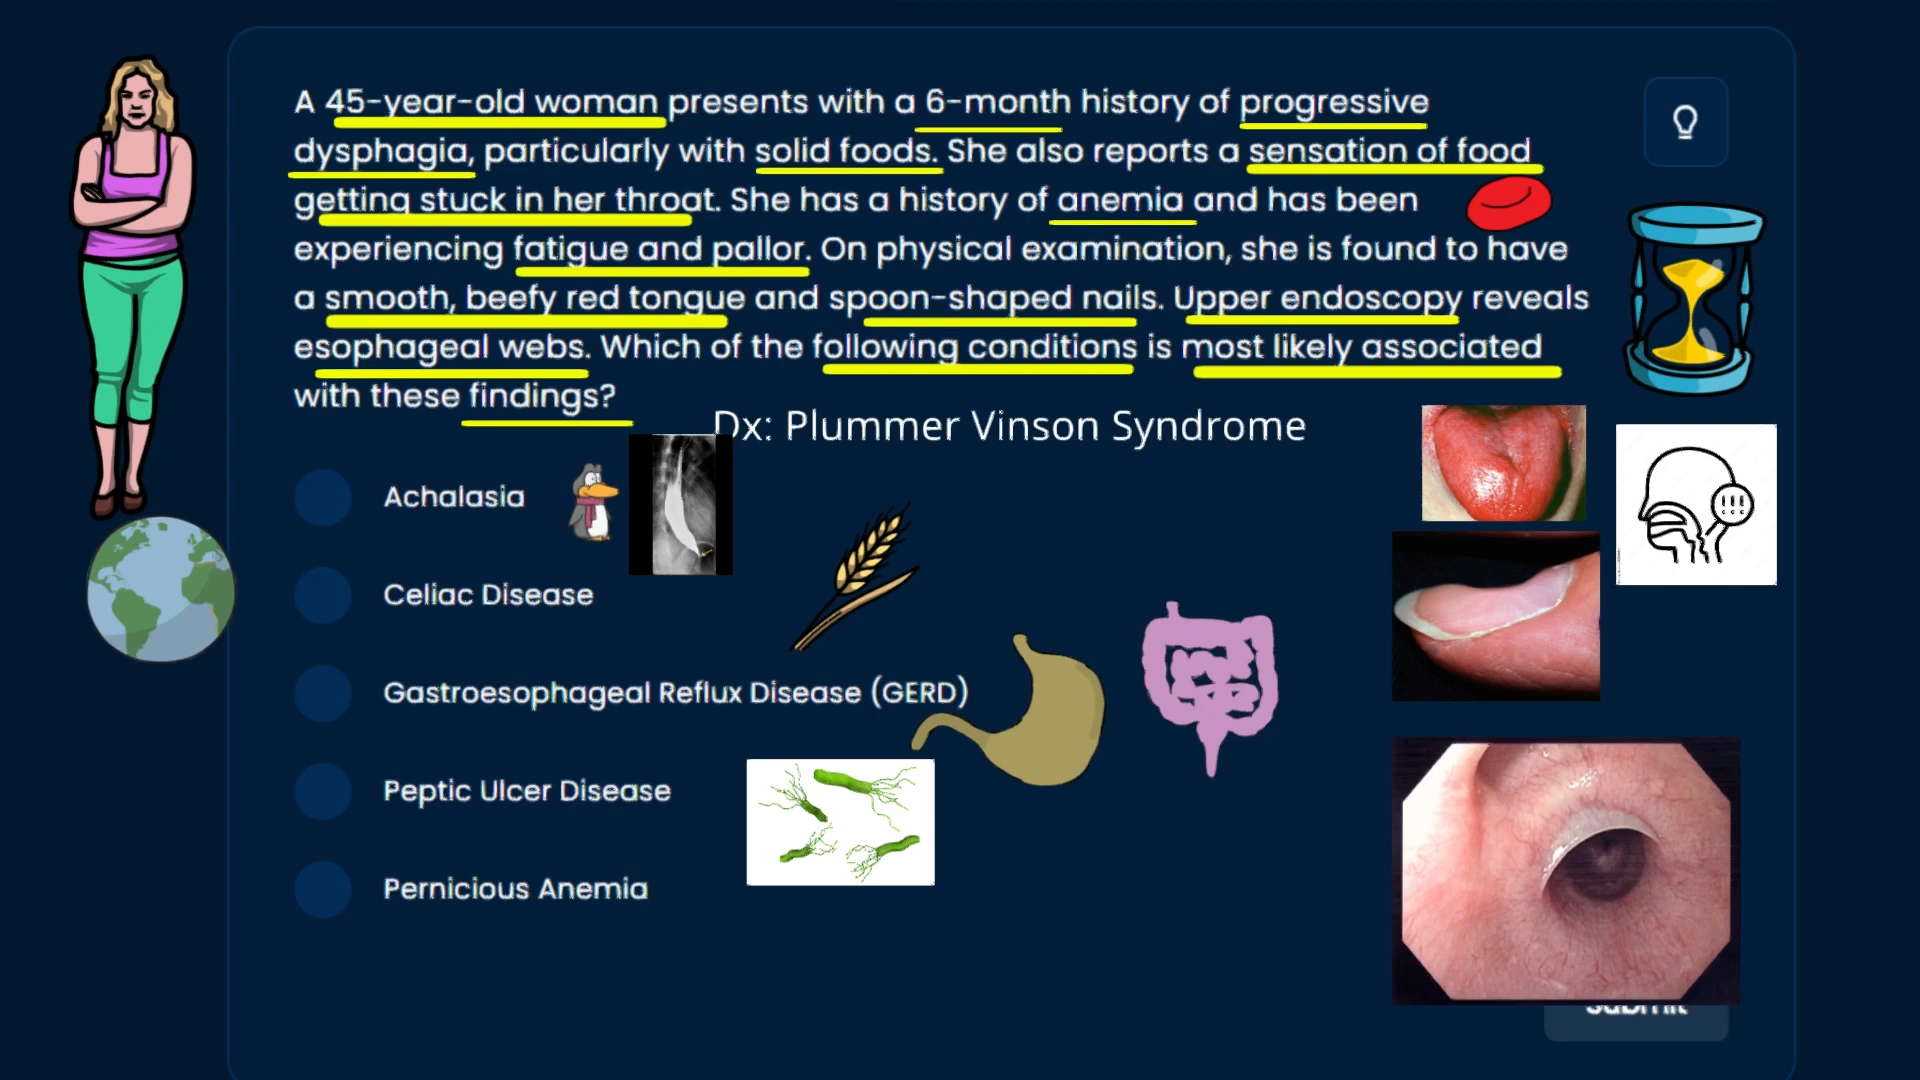 A 45-year-old woman presents with a 6-month history of progressive
dysphagia, particularly with solid foods. She also reports a sensation of food
getting stuck in her throat. She has a history of anemia and has been
experiencing fatigue and pallor. On physical examination, she is found to have
a smooth, beefy red tongue and spoon-shaped nails. Upper endoscopy reveals
esophageal webs. Which of the following conditions is most likely associated
with these findings?
Dx: Plummer Vinson Syndrome
Achalasia
Celiac Disease
Gastroesophageal Reflux Disease (GERD)
Peptic Ulcer Disease
Pernicious Anemia
Submit